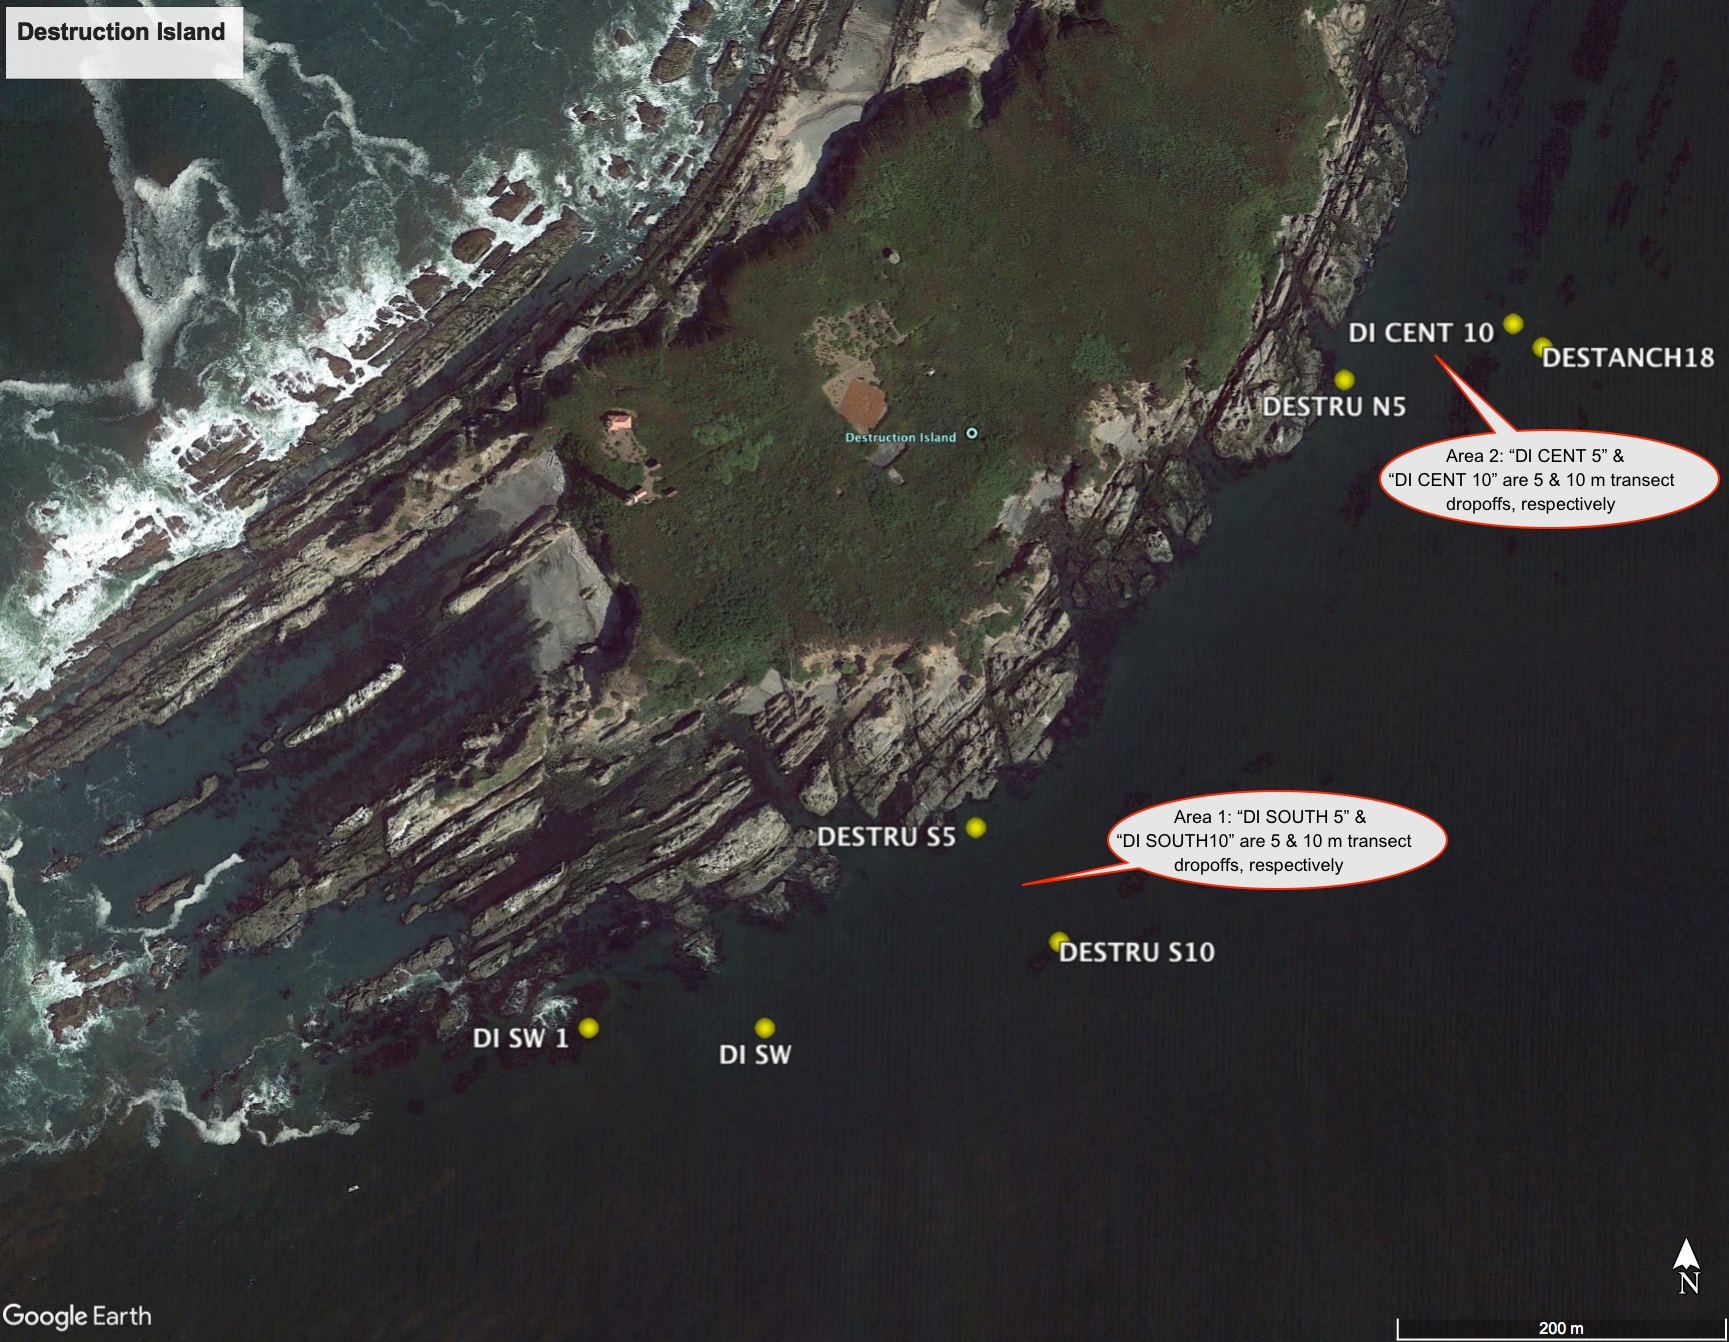 Destruction Island
DI CENT 10
DESTANCH18
DESTRU N5
Destruction Island
Area 2: “DI CENT 5” &
“DI CENT 10” are 5 & 10 m transect
dropoffs, respectively
Area 1: “DI SOUTH 5” &
“DI SOUTH10” are 5 & 10 m transect
dropoffs, respectively
DESTRU S5
DESTRU S10
DI SW 1
DI SW
N
Google Earth
200 m